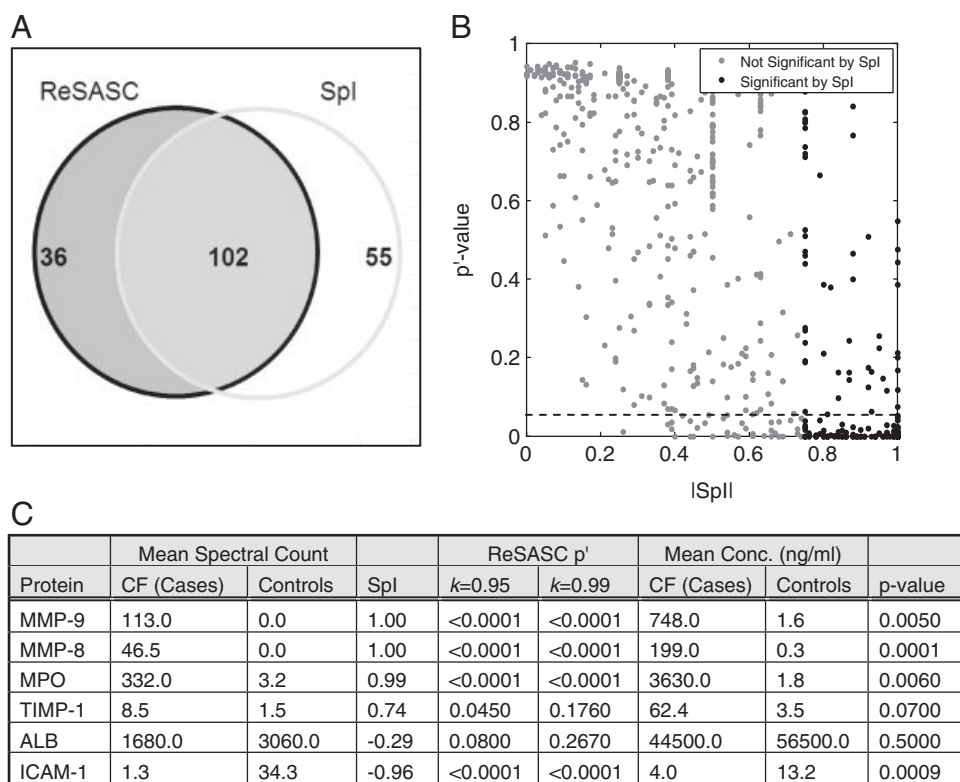 A
ReSASC SpI
36 102 55
B
1
0.8
0.6
0.4
0.2
0
p'-value
Not Significant by SpI
Significant by SpI
0 0.2 0.4 0.6 0.8 1
|SpI|
C
Mean Spectral Count ReSASC p' Mean Conc. (ng/ml)
Protein CF (Cases) Controls SpI k=0.95 k=0.99 CF (Cases) Controls p-value
MMP-9 113.0 0.0 1.00 <0.0001 <0.0001 748.0 1.6 0.0050
MMP-8 46.5 0.0 1.00 <0.0001 <0.0001 199.0 0.3 0.0001
MPO 332.0 3.2 0.99 <0.0001 <0.0001 3630.0 1.8 0.0060
TIMP-1 8.5 1.5 0.74 0.0450 0.1760 62.4 3.5 0.0700
ALB 1680.0 3060.0 -0.29 0.0800 0.2670 44500.0 56500.0 0.5000
ICAM-1 1.3 34.3 -0.96 <0.0001 <0.0001 4.0 13.2 0.0009